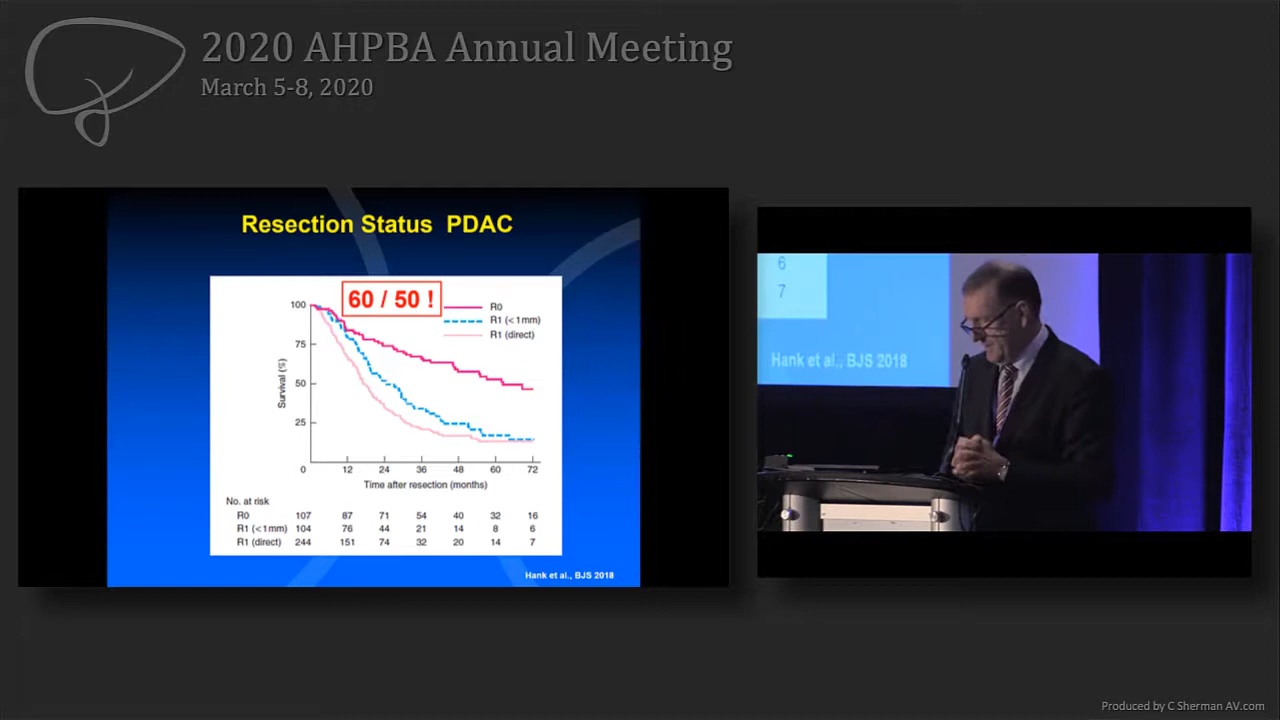 2020 AHPBA Annual Meeting
March 5-8, 2020
Resection Status PDAC
60 / 50 !
R0
R1 (<1mm)
R1 (direct)
100
75
50
25
0
Survival (%)
12 24 36 48 60 72
Time after resection (months)
No. at risk
R0 107 87 71 54 40 32 16
R1 (<1mm) 104 76 44 21 14 8 6
R1 (direct) 244 151 74 32 20 14 7
Hank et al., BJS 2018
6
7
Hank et al., BJS 2018
Produced by C Sherman AV.com